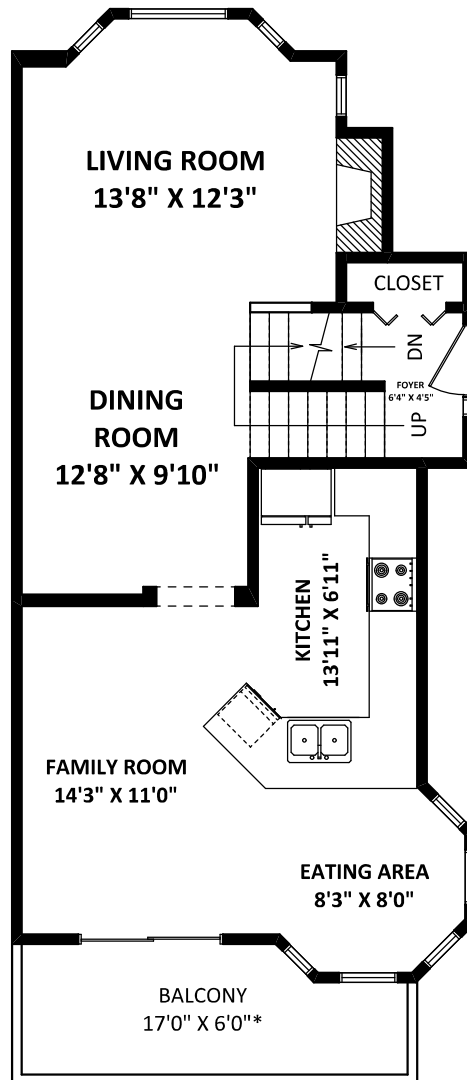 LIVING ROOM
13'8" X 12'3"
CLOSET
DN
FOYER
6'4" X 4'5"
UP
DINING
ROOM
12'8" X 9'10"
KITCHEN
13'11" X 6'11"
FAMILY ROOM
14'3" X 11'0"
EATING AREA
8'3" X 8'0"
BALCONY
17'0" X 6'0"*